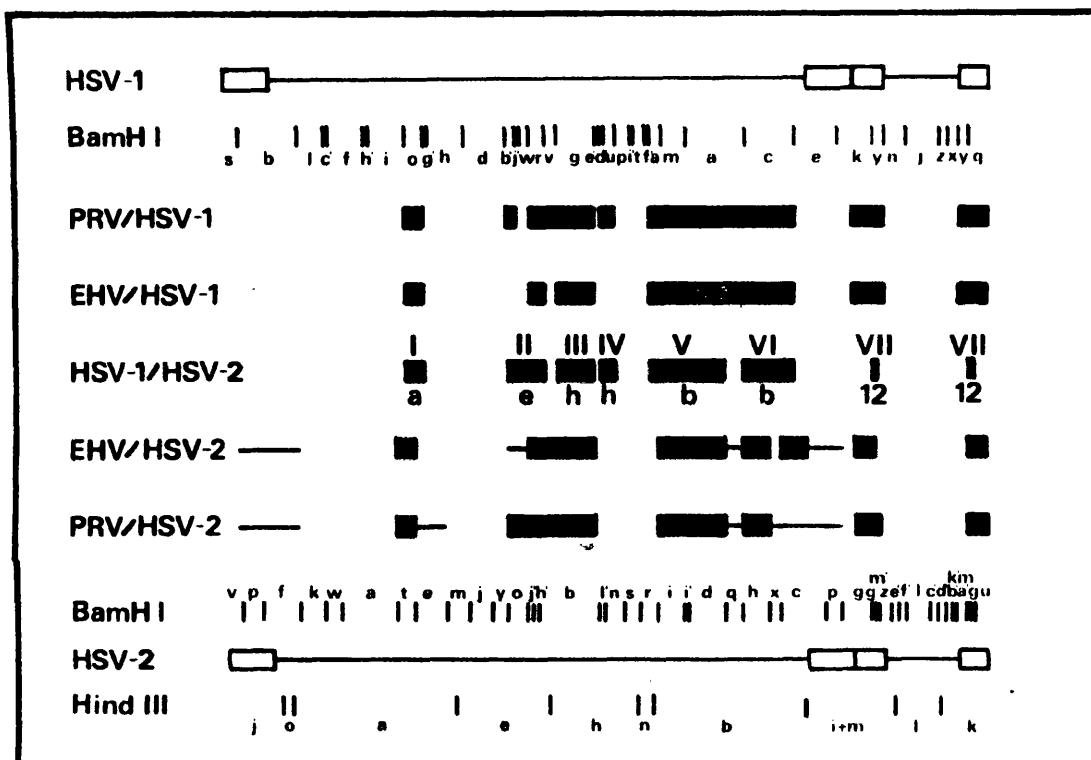 HSV-1
BamH I
s b l c' f h' i o g' h d b' j' w r v g e' d' u p i' t f' a' m a c e k y n j z x y q
PRV/HSV-1
EHV/HSV-1
I II III IV V VI VII VII
HSV-1/HSV-2
a e h h b b 12 12
EHV/HSV-2
PRV/HSV-2
m' k i m
v p f k w a t e m j y o j' h' b l' n s r i i' d q h x c p g g z e' f' l c d' b a' g u
BamH I
HSV-2
Hind III
j o a e h n b i+m l k